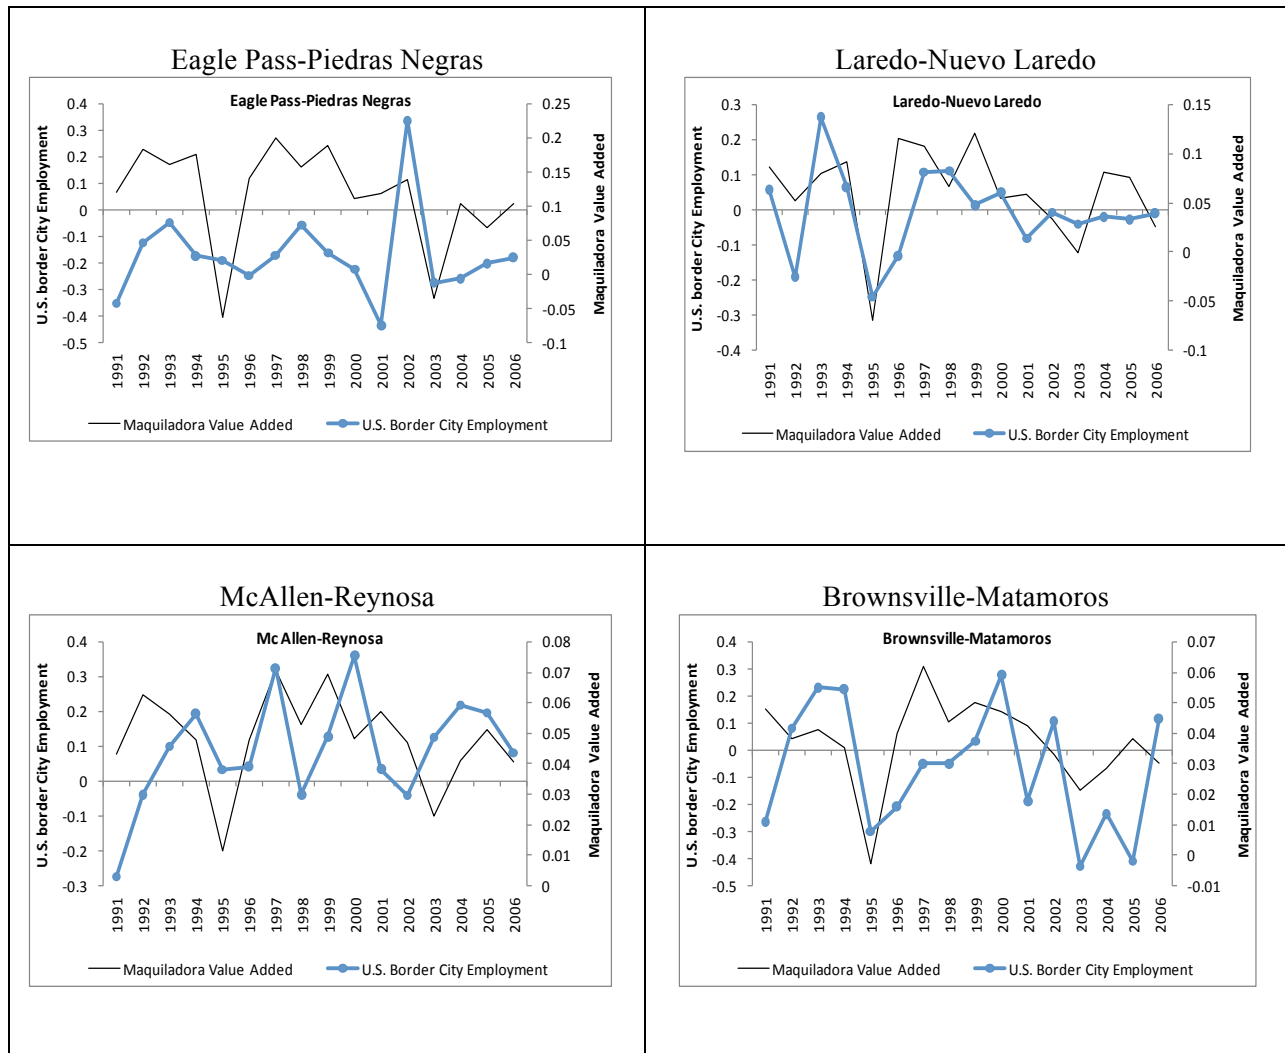 Eagle Pass-Piedras Negras
Eagle Pass-Piedras Negras
U.S. border City Employment
0.4
0.3
0.2
0.1
0
-0.1
-0.2
-0.3
-0.4
-0.5
0.25
0.2
0.15
0.1
0.05
0
-0.05
-0.1
Maquiladora Value Added
1991 1992 1993 1994 1995 1996 1997 1998 1999 2000 2001 2002 2003 2004 2005 2006
Maquiladora Value Added U.S. Border City Employment
Laredo-Nuevo Laredo
Laredo-Nuevo Laredo
U.S. border City Employment
0.3
0.2
0.1
0
-0.1
-0.2
-0.3
-0.4
0.15
0.1
0.05
0
-0.05
-0.1
Maquiladora Value Added
1991 1992 1993 1994 1995 1996 1997 1998 1999 2000 2001 2002 2003 2004 2005 2006
Maquiladora Value Added U.S. Border City Employment
McAllen-Reynosa
Mc Allen-Reynosa
U.S. border City Employment
0.4
0.3
0.2
0.1
0
-0.1
-0.2
-0.3
0.08
0.07
0.06
0.05
0.04
0.03
0.02
0.01
0
Maquiladora Value Added
1991 1992 1993 1994 1995 1996 1997 1998 1999 2000 2001 2002 2003 2004 2005 2006
Maquiladora Value Added U.S. Border City Employment
Brownsville-Matamoros
Brownsville-Matamoros
U.S. border City Employment
0.4
0.3
0.2
0.1
0
-0.1
-0.2
-0.3
-0.4
-0.5
0.07
0.06
0.05
0.04
0.03
0.02
0.01
0
-0.01
Maquiladora Value Added
1991 1992 1993 1994 1995 1996 1997 1998 1999 2000 2001 2002 2003 2004 2005 2006
Maquiladora Value Added U.S. Border City Employment